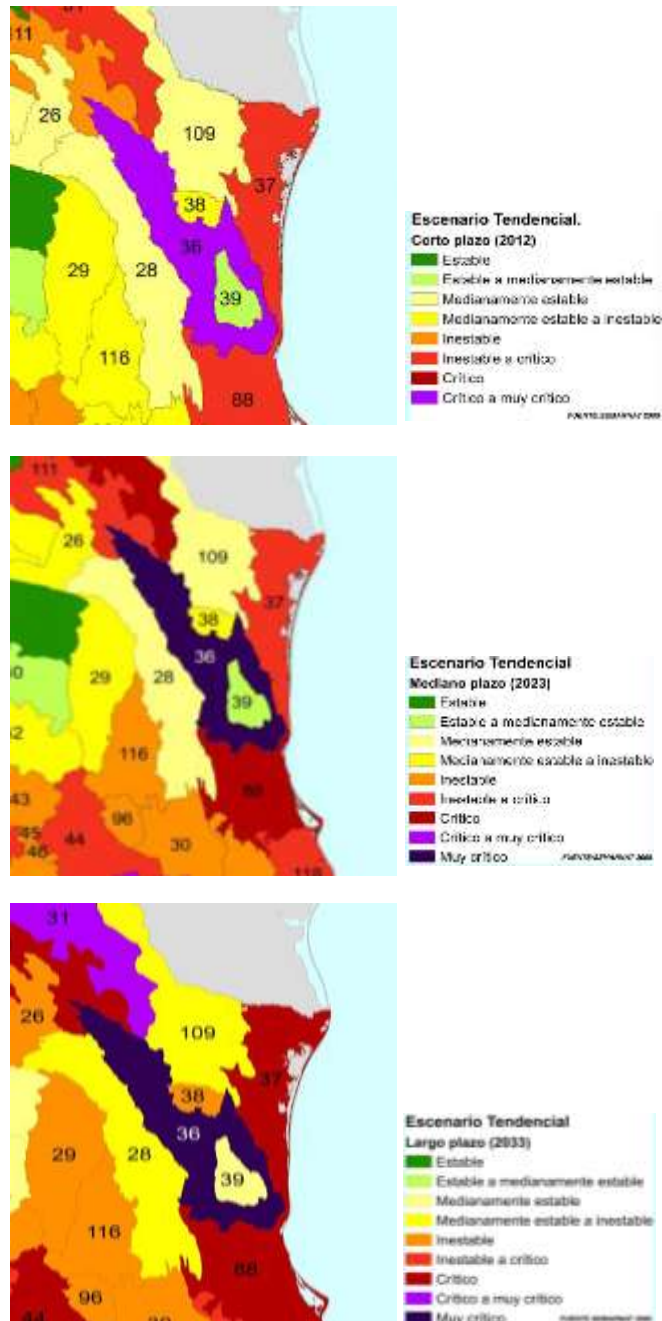 111
26
109
37
38
36
29
28
39
116
88
Escenario Tendencial.
Corto plazo (2012)
Estable
Estable a medianamente estable
Medianamente estable
Medianamente estable a inestable
Inestable
Inestable a crítico
Crítico
Crítico a muy crítico
111
26
109
37
38
36
29
28
39
116
88
43
96
44
30
45
46
118
Escenario Tendencial
Mediano plazo (2023)
Estable
Estable a medianamente estable
Medianamente estable
Medianamente estable a inestable
Inestable
Inestable a crítico
Crítico
Crítico a muy crítico
Muy crítico
31
26
109
37
38
36
29
28
39
116
88
96
44
Escenario Tendencial
Largo plazo (2033)
Estable
Estable a medianamente estable
Medianamente estable
Medianamente estable a inestable
Inestable
Inestable a crítico
Crítico
Crítico a muy crítico
Muy crítico